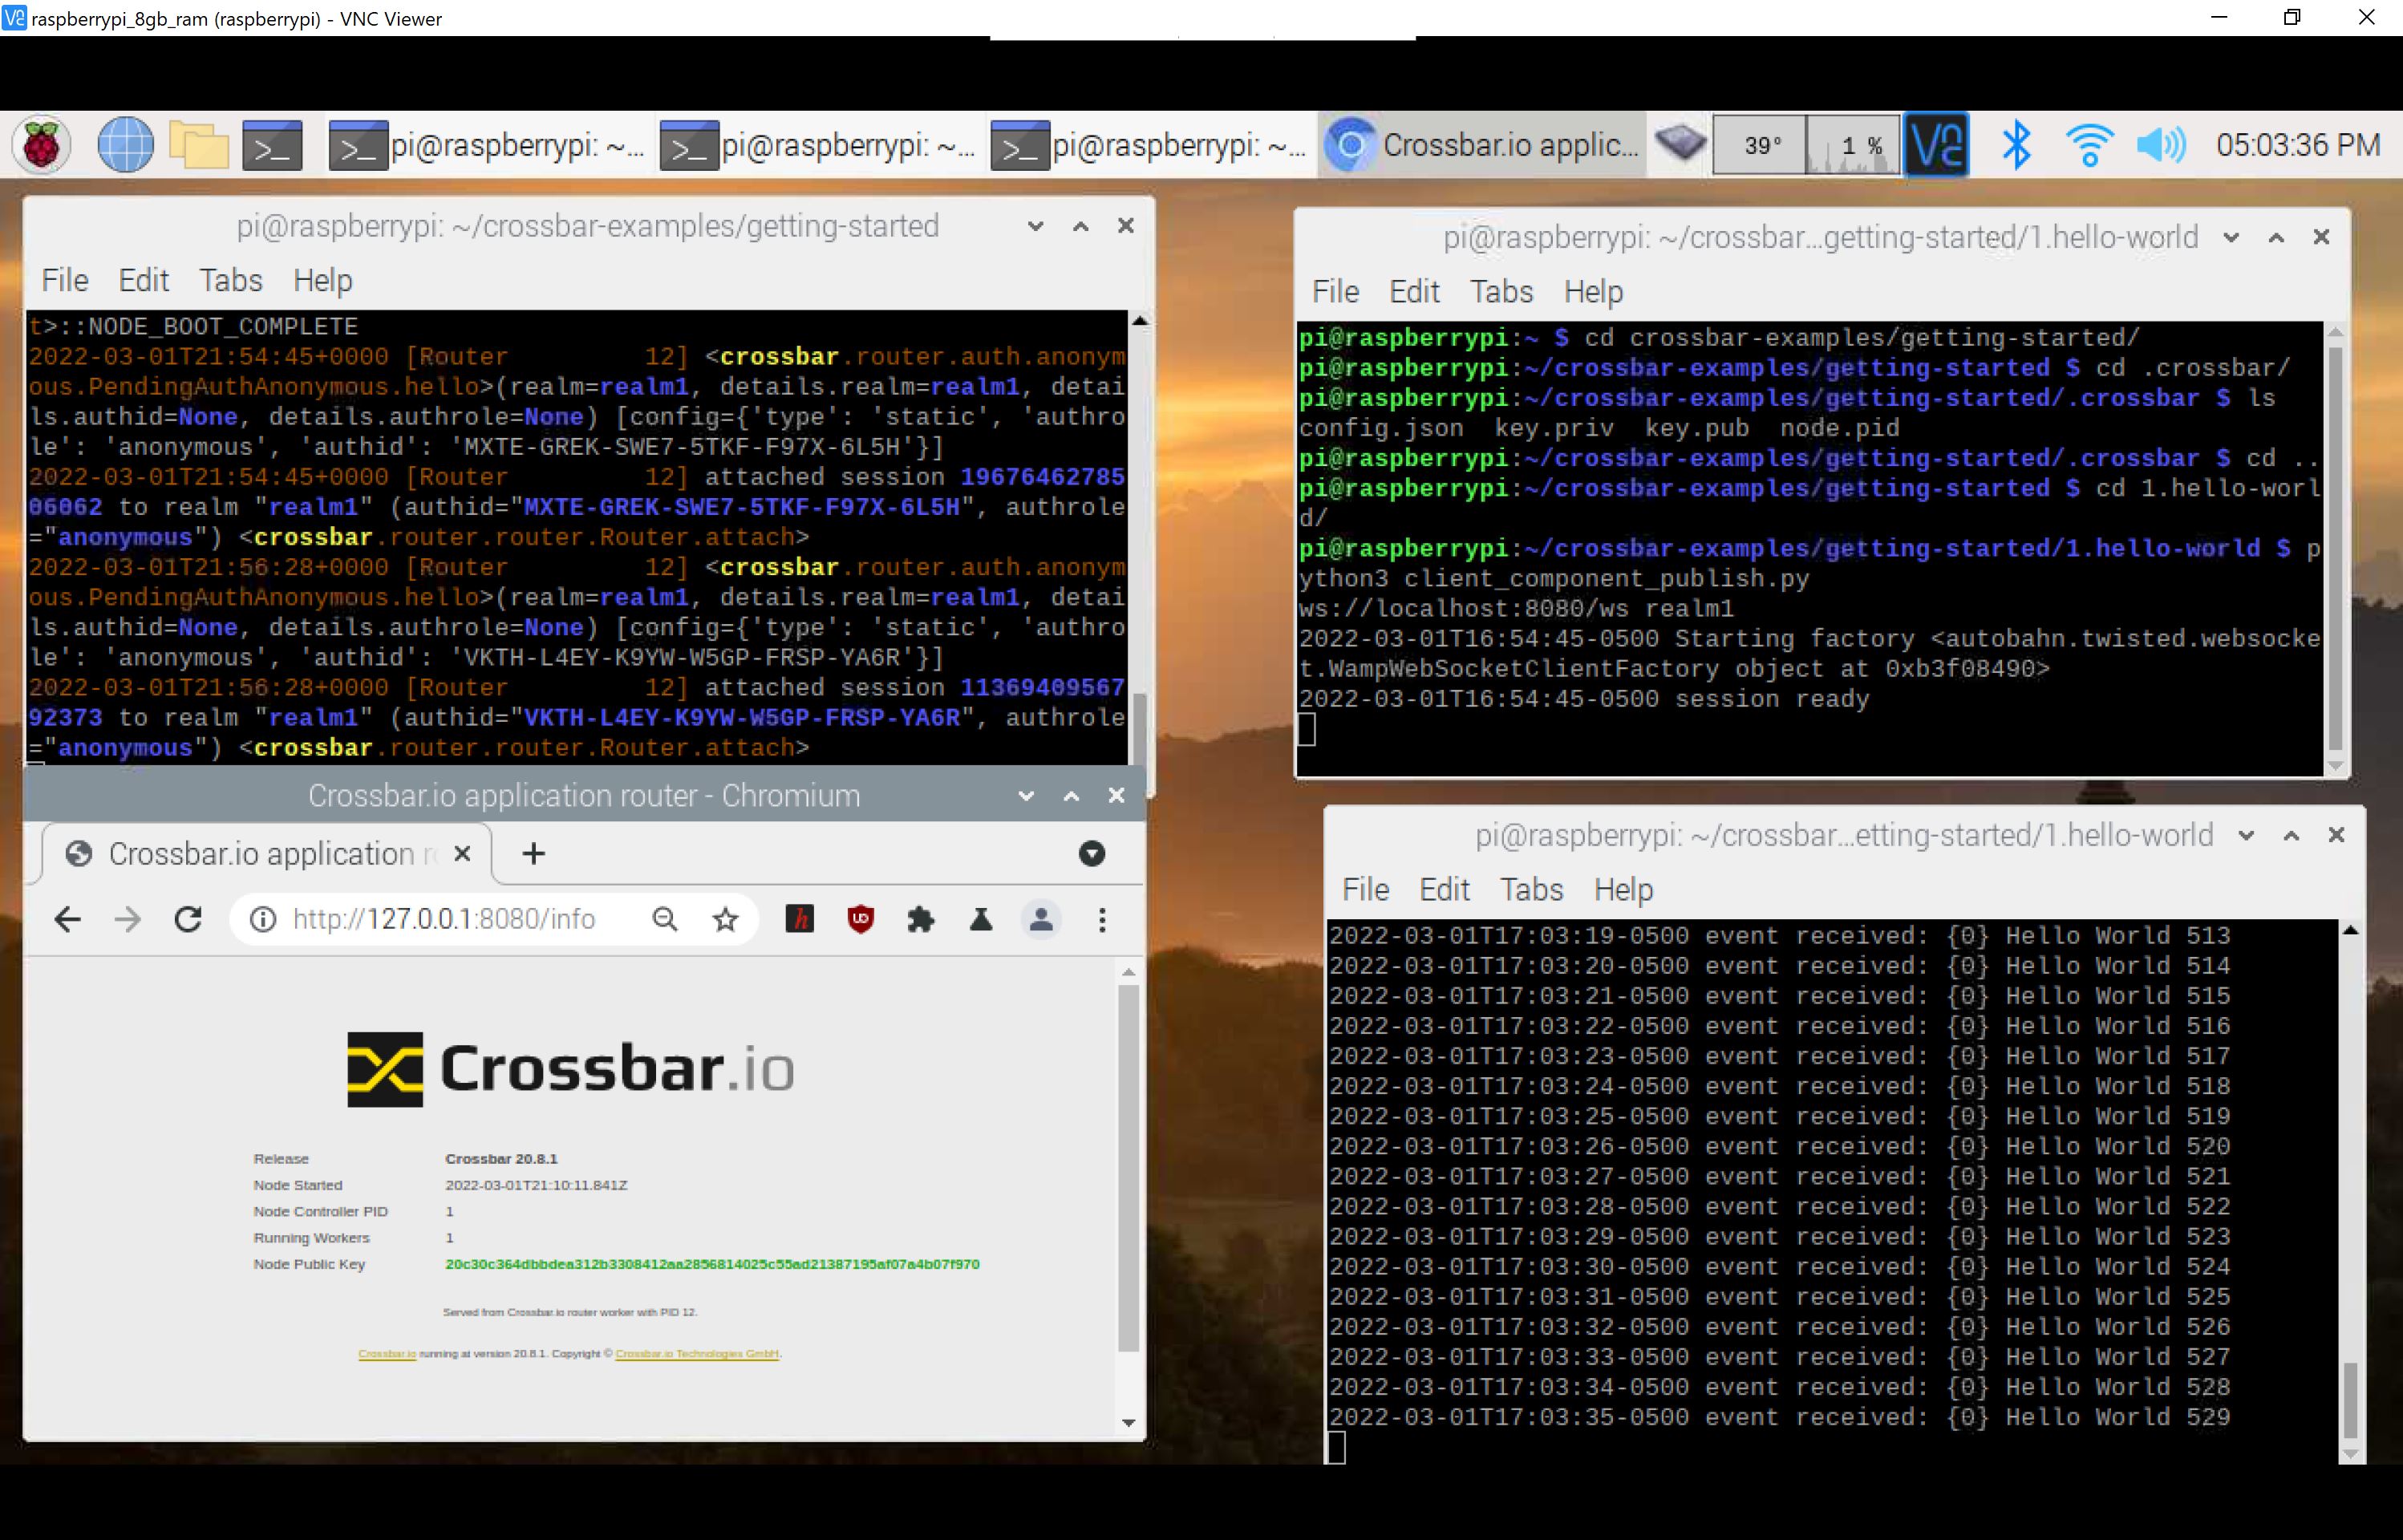 raspberrypi_8gb_ram (raspberrypi) - VNC Viewer
pi@raspberrypi: ~... pi@raspberrypi: ~... pi@raspberrypi: ~... Crossbar.io applic... 39° 1 % 05:03:36 PM
pi@raspberrypi: ~/crossbar-examples/getting-started
File Edit Tabs Help
t>::NODE_BOOT_COMPLETE
2022-03-01T21:54:45+0000 [Router 12] <crossbar.router.auth.anonym
ous.PendingAuthAnonymous.hello>(realm=realm1, details.realm=realm1, detai
ls.authid=None, details.authrole=None) [config={'type': 'static', 'authro
le': 'anonymous', 'authid': 'MXTE-GREK-SWE7-5TKF-F97X-6L5H'}]
2022-03-01T21:54:45+0000 [Router 12] attached session 19676462785
06062 to realm "realm1" (authid="MXTE-GREK-SWE7-5TKF-F97X-6L5H", authrole
="anonymous") <crossbar.router.router.Router.attach>
2022-03-01T21:56:28+0000 [Router 12] <crossbar.router.auth.anonym
ous.PendingAuthAnonymous.hello>(realm=realm1, details.realm=realm1, detai
ls.authid=None, details.authrole=None) [config={'type': 'static', 'authro
le': 'anonymous', 'authid': 'VKTH-L4EY-K9YW-W5GP-FRSP-YA6R'}]
2022-03-01T21:56:28+0000 [Router 12] attached session 11369409567
92373 to realm "realm1" (authid="VKTH-L4EY-K9YW-W5GP-FRSP-YA6R", authrole
="anonymous") <crossbar.router.router.Router.attach>
pi@raspberrypi: ~/crossbar...getting-started/1.hello-world
File Edit Tabs Help
pi@raspberrypi:~ $ cd crossbar-examples/getting-started/
pi@raspberrypi:~/crossbar-examples/getting-started $ cd .crossbar/
pi@raspberrypi:~/crossbar-examples/getting-started/.crossbar $ ls
config.json key.priv key.pub node.pid
pi@raspberrypi:~/crossbar-examples/getting-started/.crossbar $ cd ..
pi@raspberrypi:~/crossbar-examples/getting-started $ cd 1.hello-worl
d/
pi@raspberrypi:~/crossbar-examples/getting-started/1.hello-world $ p
ython3 client_component_publish.py
ws://localhost:8080/ws realm1
2022-03-01T16:54:45-0500 Starting factory <autobahn.twisted.websocke
t.WampWebSocketClientFactory object at 0xb3f08490>
2022-03-01T16:54:45-0500 session ready
Crossbar.io application router - Chromium
Crossbar.io application
http://127.0.0.1:8080/info
Crossbar.io
Release Crossbar 20.8.1
Node Started 2022-03-01T21:10:11.841Z
Node Controller PID 1
Running Workers 1
Node Public Key 20c30c364dbbdea312b3308412aa2856814025c55ad21387195af07a4b07f970
Served from Crossbar.io router worker with PID 12.
Crossbar.io running at version 20.8.1. Copyright © Crossbar.io Technologies GmbH.
pi@raspberrypi: ~/crossbar...etting-started/1.hello-world
File Edit Tabs Help
2022-03-01T17:03:19-0500 event received: {0} Hello World 513
2022-03-01T17:03:20-0500 event received: {0} Hello World 514
2022-03-01T17:03:21-0500 event received: {0} Hello World 515
2022-03-01T17:03:22-0500 event received: {0} Hello World 516
2022-03-01T17:03:23-0500 event received: {0} Hello World 517
2022-03-01T17:03:24-0500 event received: {0} Hello World 518
2022-03-01T17:03:25-0500 event received: {0} Hello World 519
2022-03-01T17:03:26-0500 event received: {0} Hello World 520
2022-03-01T17:03:27-0500 event received: {0} Hello World 521
2022-03-01T17:03:28-0500 event received: {0} Hello World 522
2022-03-01T17:03:29-0500 event received: {0} Hello World 523
2022-03-01T17:03:30-0500 event received: {0} Hello World 524
2022-03-01T17:03:31-0500 event received: {0} Hello World 525
2022-03-01T17:03:32-0500 event received: {0} Hello World 526
2022-03-01T17:03:33-0500 event received: {0} Hello World 527
2022-03-01T17:03:34-0500 event received: {0} Hello World 528
2022-03-01T17:03:35-0500 event received: {0} Hello World 529